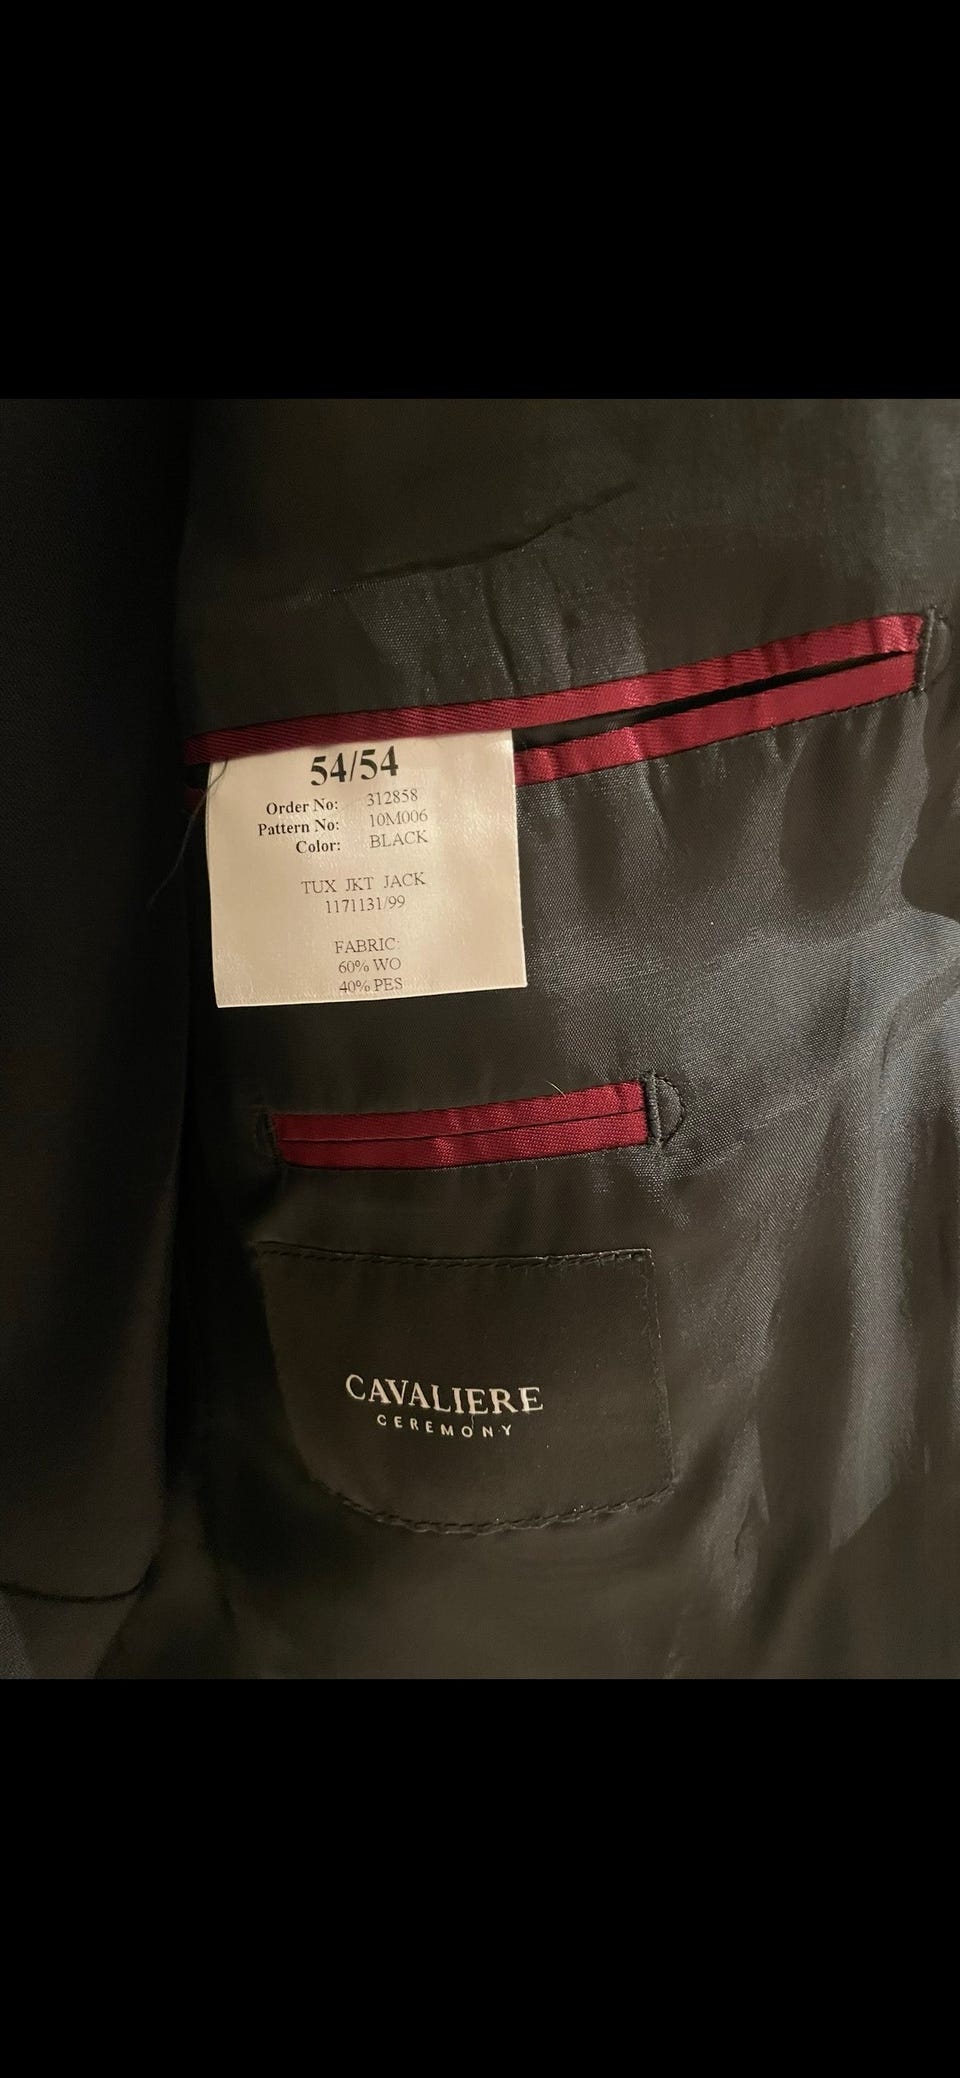 54/54
Order No: 312858
Pattern No: 10M006
Color: BLACK
TUX JKT JACK
1171131/99
FABRIC:
60% WO
40% PES
CAVALIERE
CEREMONY